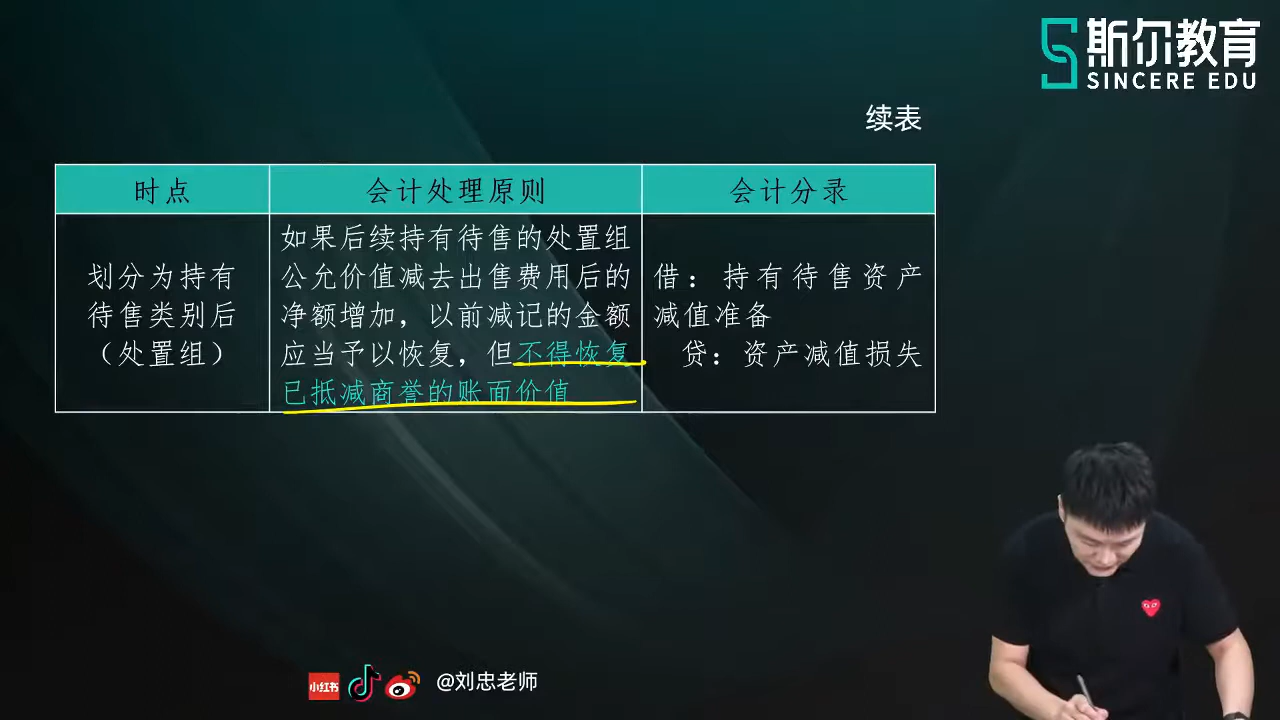 斯尔教育
SINCERE EDU
续表
时点
会计处理原则
会计分录
划分为持有
待售类别后
（处置组）
如果后续持有待售的处置组
公允价值减去出售费用后的
净额增加，以前减记的金额
应当予以恢复，但不得恢复
已抵减商誉的账面价值
借：持有待售资产
减值准备
贷：资产减值损失
小红书
@刘忠老师